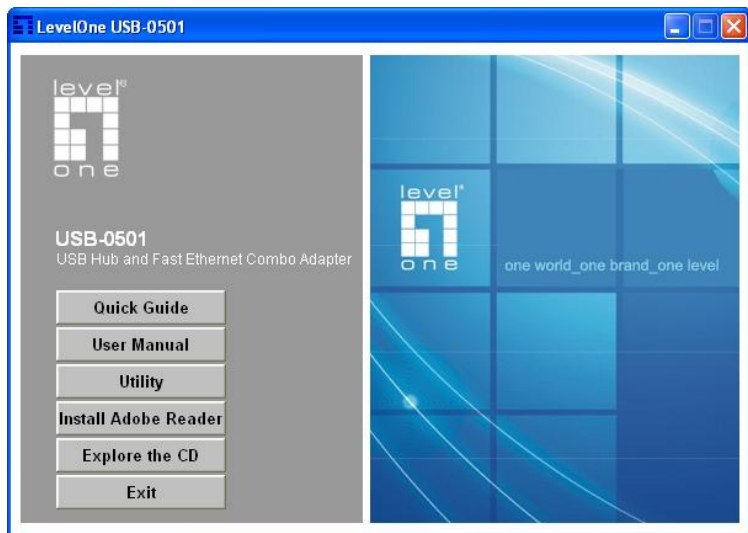 LevelOne USB-0501
level®
one
USB-0501
USB Hub and Fast Ethernet Combo Adapter
Quick Guide
User Manual
Utility
Install Adobe Reader
Explore the CD
Exit
level®
one
one world_one brand_one level